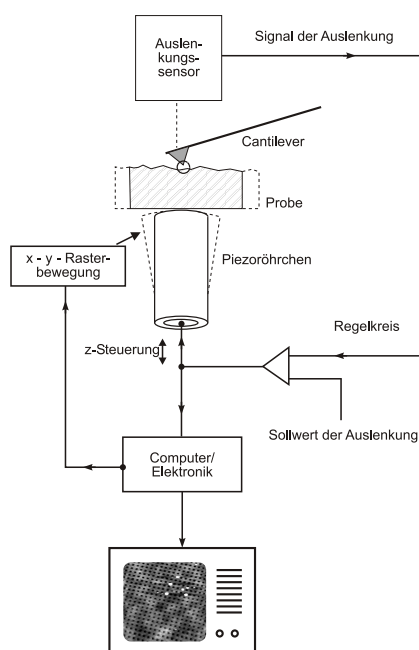 Auslen-
kungs-
sensor
Signal der Auslenkung
Cantilever
Probe
x - y - Raster-
bewegung
Piezoröhrchen
z-Steuerung
Regelkreis
Sollwert der Auslenkung
Computer/
Elektronik